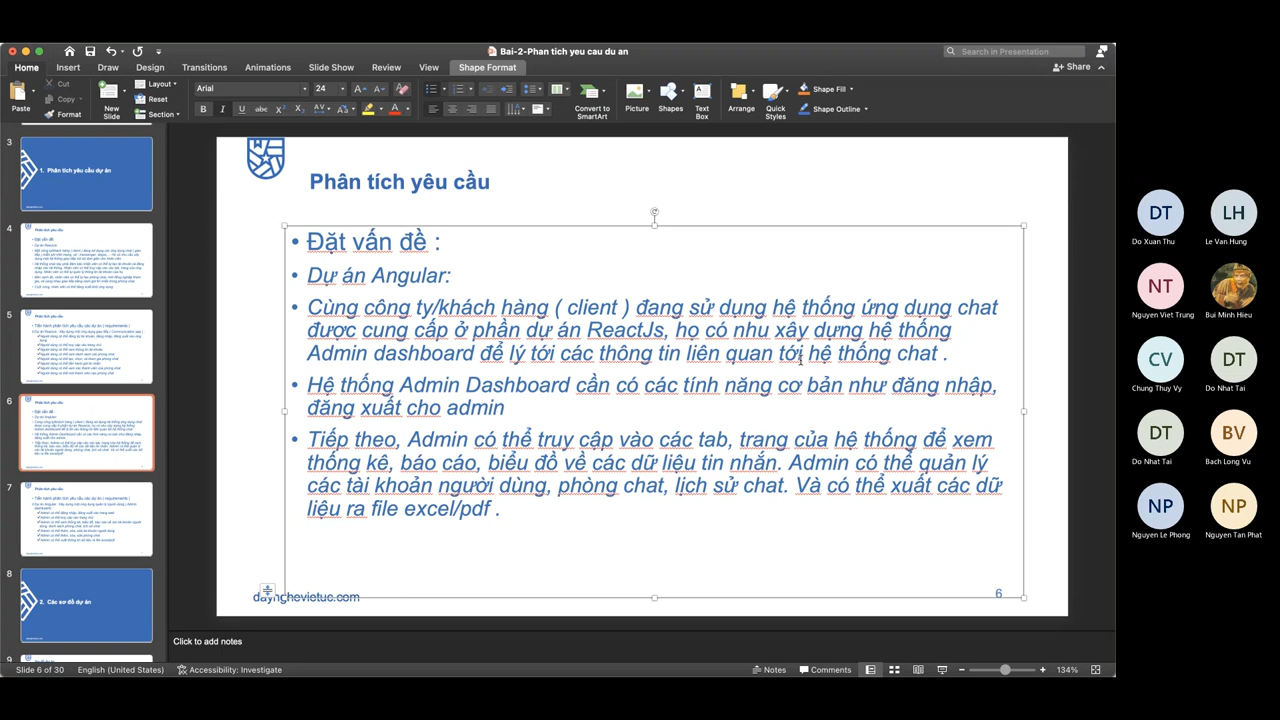 Bai-2-Phan tich yeu cau du an
Search in Presentation
Home Insert Draw Design Transitions Animations Slide Show Review View Shape Format
Share
Paste
Cut
Copy
Format
New Slide
Layout
Reset
Section
Arial
24
Convert to SmartArt
Picture
Shapes
Text Box
Arrange
Quick Styles
Shape Fill
Shape Outline
3
1. Phân tích yêu cầu dự án
4
5
6
7
8
2. Các sơ đồ dự án
9
Phân tích yêu cầu
• Đặt vấn đề :
• Dự án Angular:
• Cùng công ty/khách hàng ( client ) đang sử dụng hệ thống ứng dụng chat
được cung cấp ở phần dự án ReactJs, họ có nhu xây dựng hệ thống
Admin dashboard để ý tới các thông tin liên quan tới hệ thống chat .
• Hệ thống Admin Dashboard cần có các tính năng cơ bản như đăng nhập,
đăng xuất cho admin
• Tiếp theo, Admin có thể truy cập vào các tab, trang của hệ thống để xem
thống kê, báo cáo, biểu đồ về các dữ liệu tin nhắn. Admin có thể quản lý
các tài khoản người dùng, phòng chat, lịch sử chat. Và có thể xuất các dữ
liệu ra file excel/pdf .
daynghevietuc.com
6
Click to add notes
Slide 6 of 30
English (United States)
Accessibility: Investigate
Notes
Comments
134%
DT
Do Xuan Thu
LH
Le Van Hung
NT
Nguyen Viet Trung
Bui Minh Hieu
CV
Chung Thuy Vy
DT
Do Nhat Tai
DT
Do Nhat Tai
BV
Bach Long Vu
NP
Nguyen Le Phong
NP
Nguyen Tan Phat